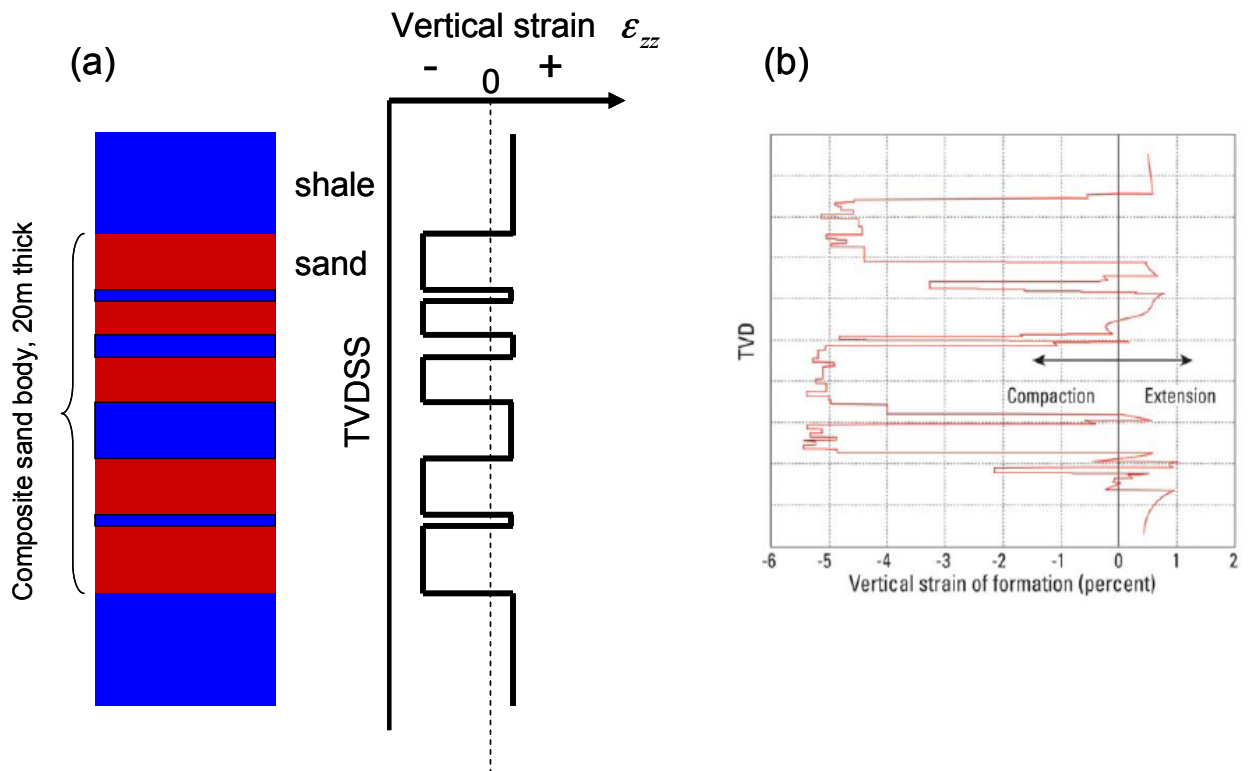 (a)
Vertical strain ε_zz
- 0 +
shale
sand
Composite sand body, 20m thick
TVDSS
(b)
TVD
Compaction Extension
-6 -5 -4 -3 -2 -1 0 1 2
Vertical strain of formation (percent)